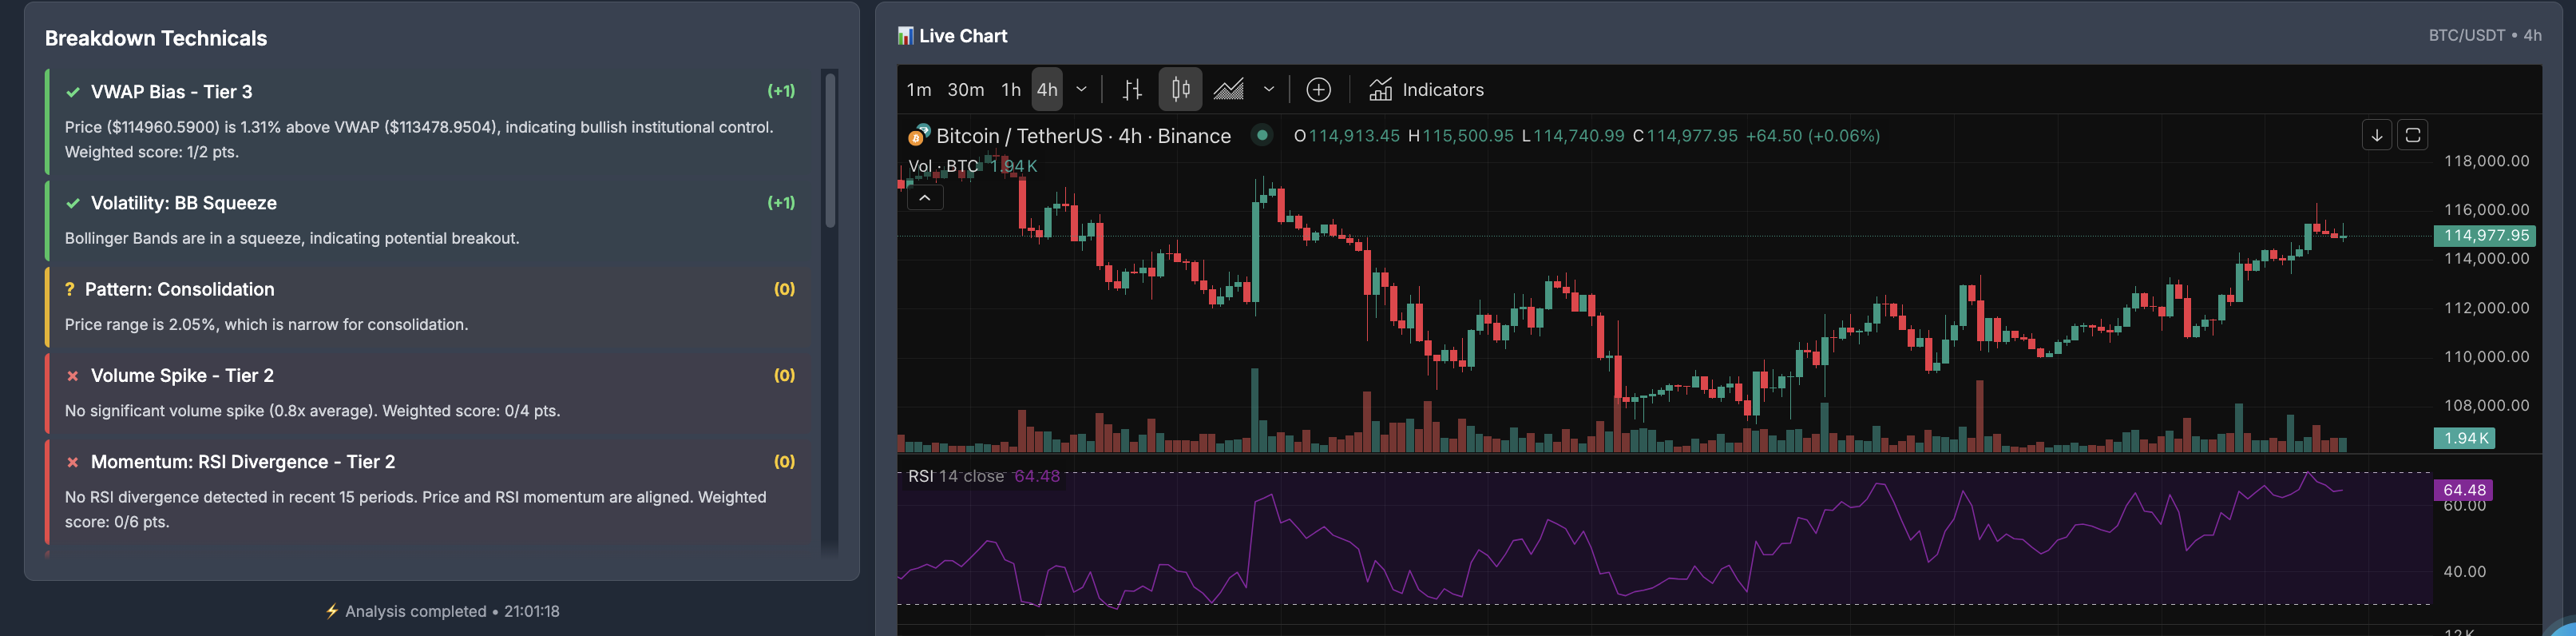 Breakdown Technicals
VWAP Bias - Tier 3 (+1)
Price ($114960.5900) is 1.31% above VWAP ($113478.9504), indicating bullish institutional control.
Weighted score: 1/2 pts.
Volatility: BB Squeeze (+1)
Bollinger Bands are in a squeeze, indicating potential breakout.
? Pattern: Consolidation (0)
Price range is 2.05%, which is narrow for consolidation.
Volume Spike - Tier 2 (0)
No significant volume spike (0.8x average). Weighted score: 0/4 pts.
Momentum: RSI Divergence - Tier 2 (0)
No RSI divergence detected in recent 15 periods. Price and RSI momentum are aligned. Weighted
score: 0/6 pts.
Analysis completed • 21:01:18
Live Chart
BTC/USDT • 4h
1m 30m 1h 4h Indicators
Bitcoin / TetherUS · 4h · Binance O114,913.45 H115,500.95 L114,740.99 C114,977.95 +64.50 (+0.06%)
Vol · BTC 1.94K
118,000.00
116,000.00
114,977.95
114,000.00
112,000.00
110,000.00
108,000.00
1.94K
RSI 14 close 64.48
64.48
60.00
40.00